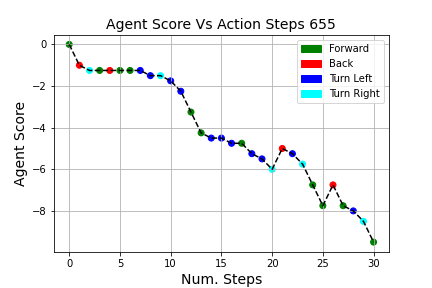 Agent Score Vs Action Steps 655
Forward
Back
Turn Left
Turn Right
Agent Score
0
−2
−4
−6
−8
0 5 10 15 20 25 30
Num. Steps